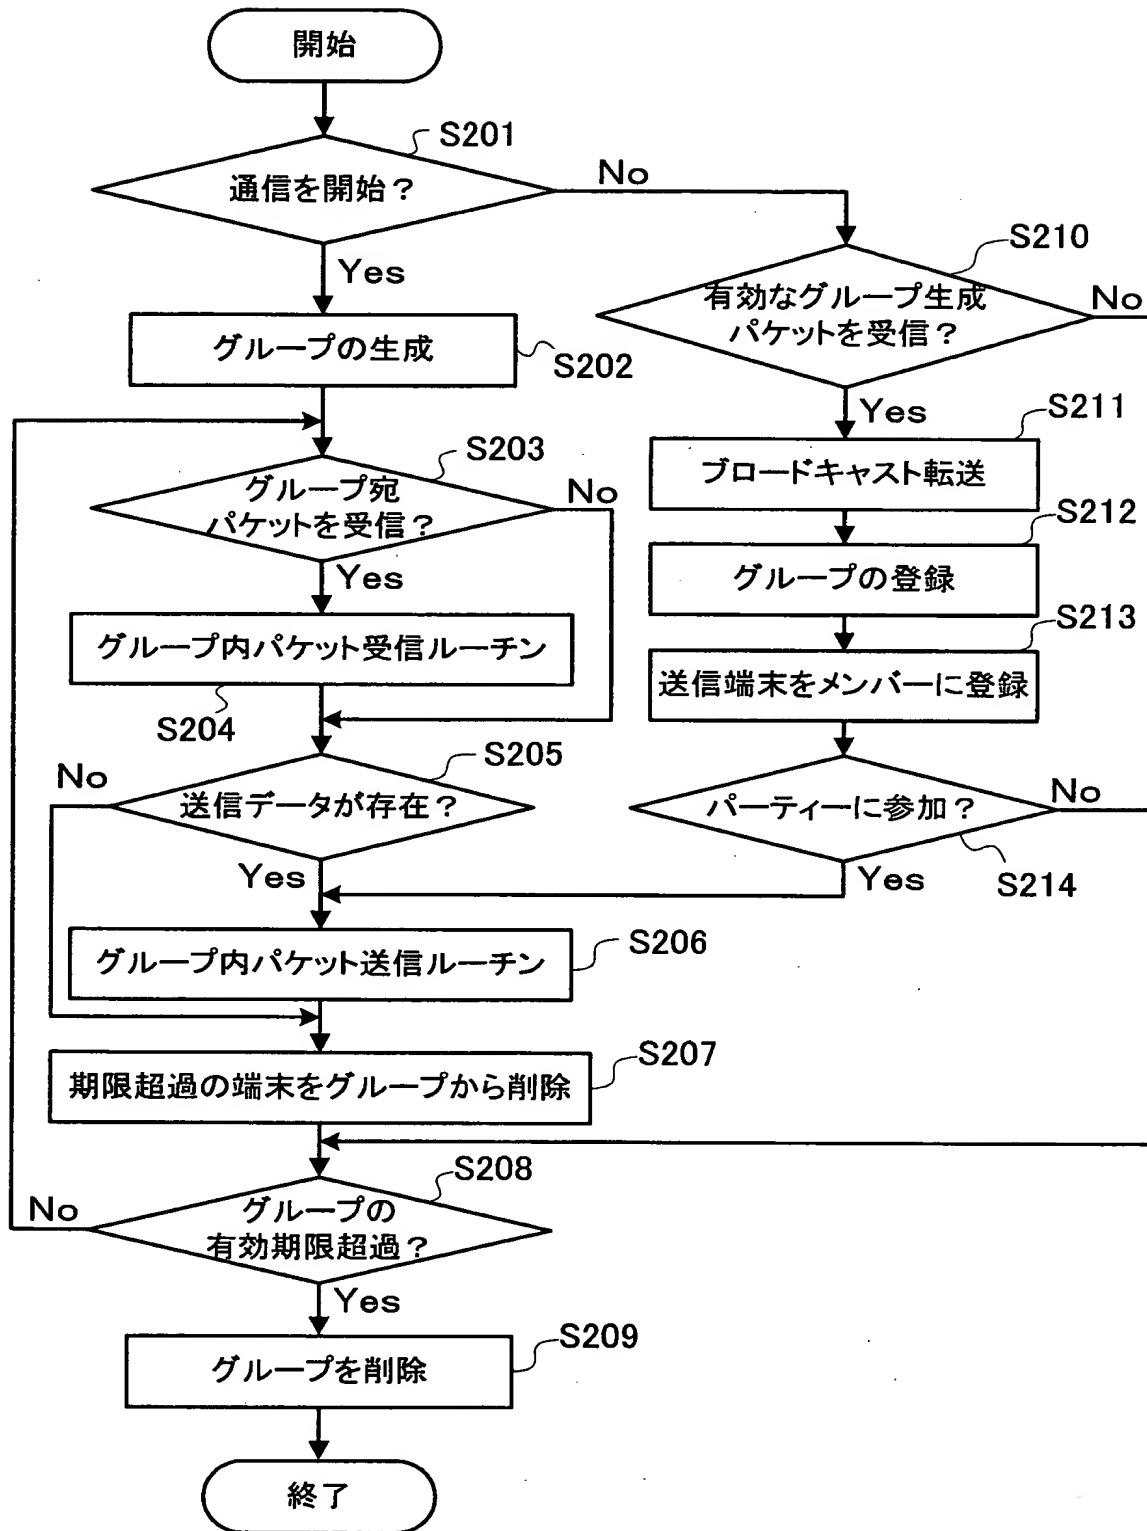 開始
S201
通信を開始？
No
Yes
S210
有効なグループ生成
パケットを受信？
No
Yes
グループの生成
S202
S211
ブロードキャスト転送
S203
グループ宛
パケットを受信？
No
Yes
S212
グループの登録
グループ内パケット受信ルーチン
S204
S213
送信端末をメンバーに登録
S205
送信データが存在？
No
Yes
パーティーに参加？
No
Yes
S214
グループ内パケット送信ルーチン
S206
期限超過の端末をグループから削除
S207
S208
グループの
有効期限超過？
No
Yes
グループを削除
S209
終了